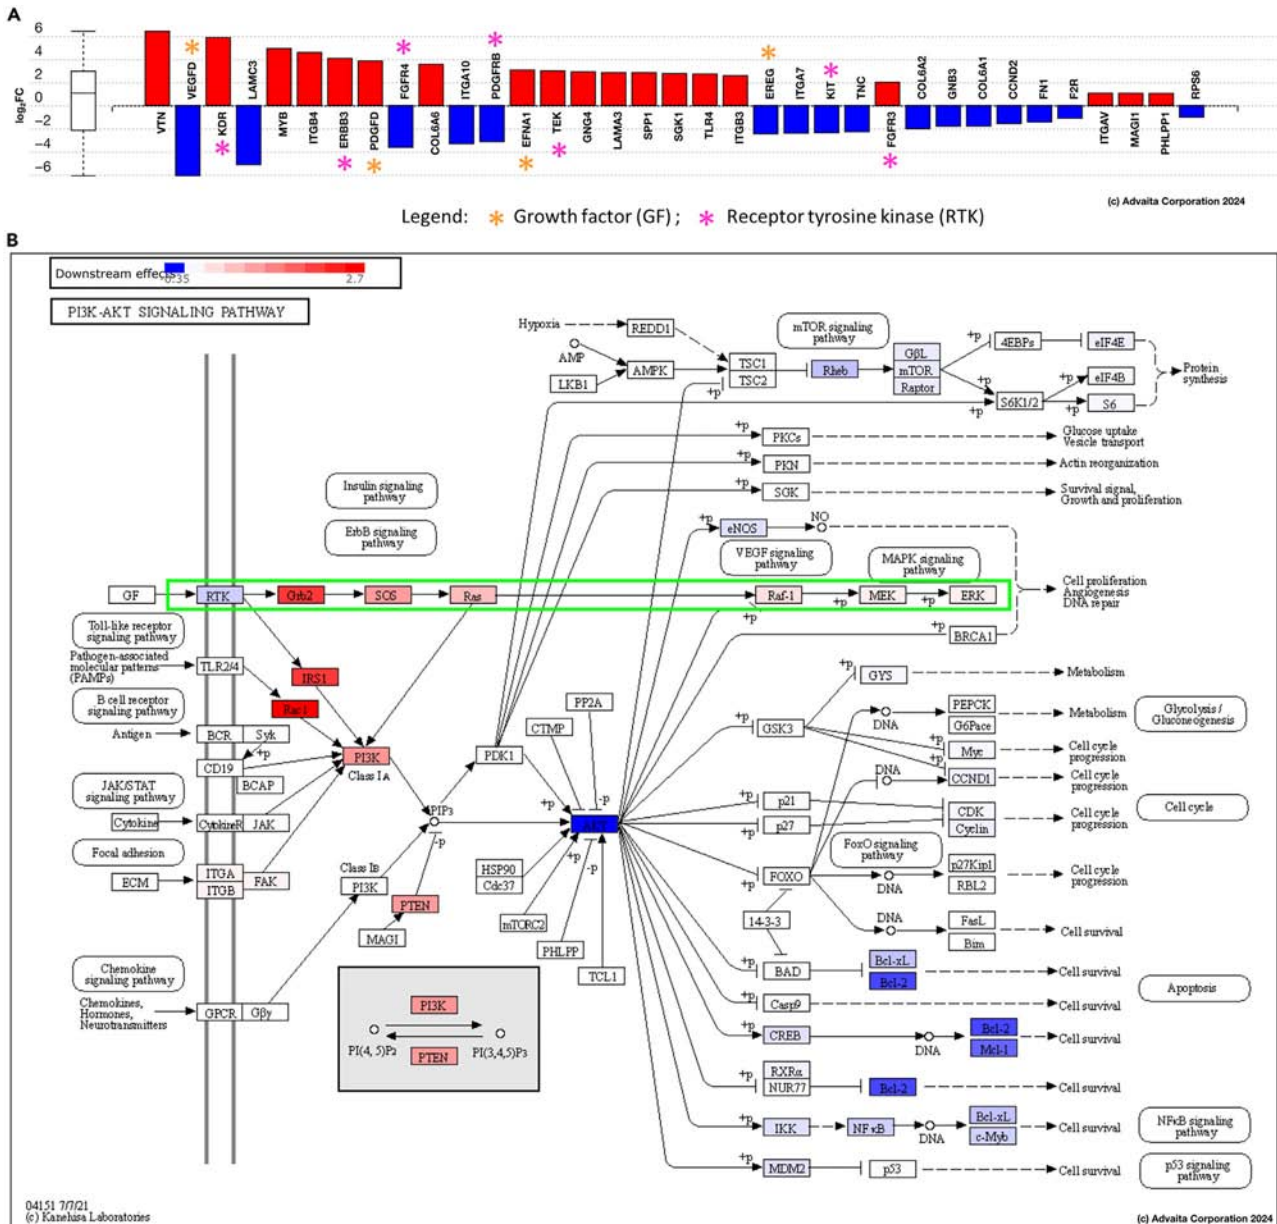 A
log2FC
6
4
2
0
−2
−4
−6
VTN
VEGFD
KDR
LAMC3
MYB
ITGB4
ERBB3
PDGFD
FGFR4
COL6A6
ITGA10
PDGFRB
EFNA1
TEK
GNG4
LAMA3
SPP1
SGK1
TLR4
ITGB3
EREG
ITGA7
KIT
TNC
FGFR3
COL6A2
GNB3
COL6A1
CCND2
FN1
F2R
ITGAV
MAGI1
PHLPP1
RPS6
(c) Advaita Corporation 2024
Legend: * Growth factor (GF) ; * Receptor tyrosine kinase (RTK)
B
Downstream effects
2.7
PI3K-AKT SIGNALING PATHWAY
Hypoxia
REDD1
mTOR signaling
pathway
AMP
LKB1
AMPK
TSC1
TSC2
+p
Rheb
GβL
mTOR
Raptor
+p
4EBPs
eIF4E
+p
+p
S6K1/2
+p
eIF4B
+p
S6
Protein
synthesis
+p
PKCs
Glucose uptake
Vesicle transport
+p
PKN
Actin reorganization
+p
SGK
Survival signal,
Growth and proliferation
Insulin signaling
pathway
ErbB signaling
pathway
+p
eNOS
NO
VEGF signaling
pathway
MAPK signaling
pathway
GF
RTK
Grb2
SOS
Ras
Raf-1
+p
MEK
+p
ERK
+p
Cell proliferation
Angiogenesis
DNA repair
+p
BRCA1
Toll-like receptor
signaling pathway
Pathogen-associated
molecular patterns
(PAMPs)
TLR2/4
IRS1
Rac1
B cell receptor
signaling pathway
Antigen
BCR
Syk
+p
CD19
BCAP
PI3K
Class IA
JAK/STAT
signaling pathway
Cytokine
CytokineR
JAK
Focal adhesion
ECM
ITGA
ITGB
FAK
PIP3
-p
Class IB
PI3K
PTEN
MAGI
PDK1
CTMP
PP2A
+p
-p
AKT
HSP90
Cdc37
+p
-p
mTORC2
PHLPP
TCL1
Chemokine
signaling pathway
Chemokines,
Hormones,
Neurotransmitters
GPCR
Gβγ
PI3K
PI(4, 5)P2
PI(3,4,5)P3
PTEN
+p
GYS
Metabolism
+p
GSK3
DNA
PEPCK
G6Pace
Metabolism
Glycolysis /
Gluconeogenesis
+p
Myc
Cell cycle
progression
+p
DNA
CCND1
Cell cycle
progression
+p
p21
p27
+p
CDK
Cyclin
Cell cycle
progression
Cell cycle
FoxO signaling
pathway
+p
FOXO
DNA
p27Kip1
RBL2
Cell cycle
progression
14-3-3
DNA
FasL
Bim
Cell survival
+p
BAD
Bcl-xL
Bcl-2
Cell survival
Apoptosis
+p
Casp9
Cell survival
+p
CREB
DNA
Bcl-2
Mcl-1
Cell survival
+p
RXRα
NUR77
Bcl-2
Cell survival
+p
IKK
NFκB
DNA
Bcl-xL
c-Myb
Cell survival
NFκB signaling
pathway
+p
MDM2
p53
Cell survival
p53 signaling
pathway
04151 7/7/21
(c) Kanehisa Laboratories
(c) Advaita Corporation 2024